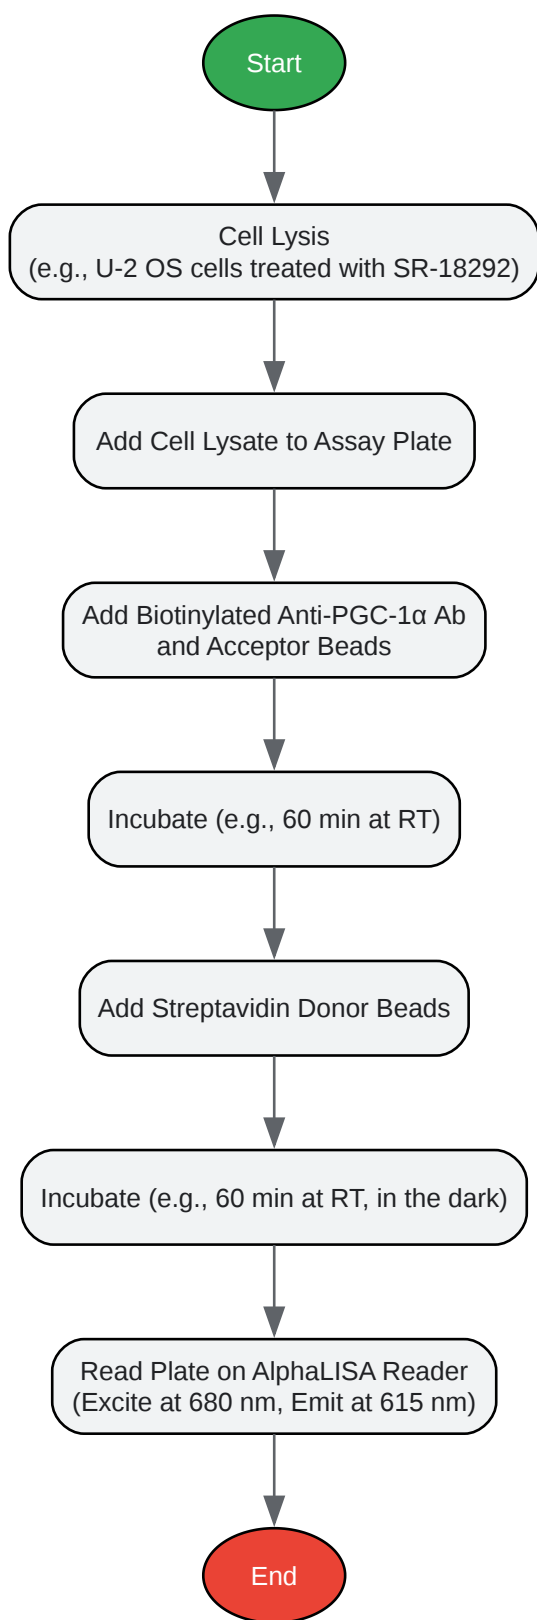 Start
Cell Lysis
(e.g., U-2 OS cells treated with SR-18292)
Add Cell Lysate to Assay Plate
Add Biotinylated Anti-PGC-1α Ab
and Acceptor Beads
Incubate (e.g., 60 min at RT)
Add Streptavidin Donor Beads
Incubate (e.g., 60 min at RT, in the dark)
Read Plate on AlphaLISA Reader
(Excite at 680 nm, Emit at 615 nm)
End